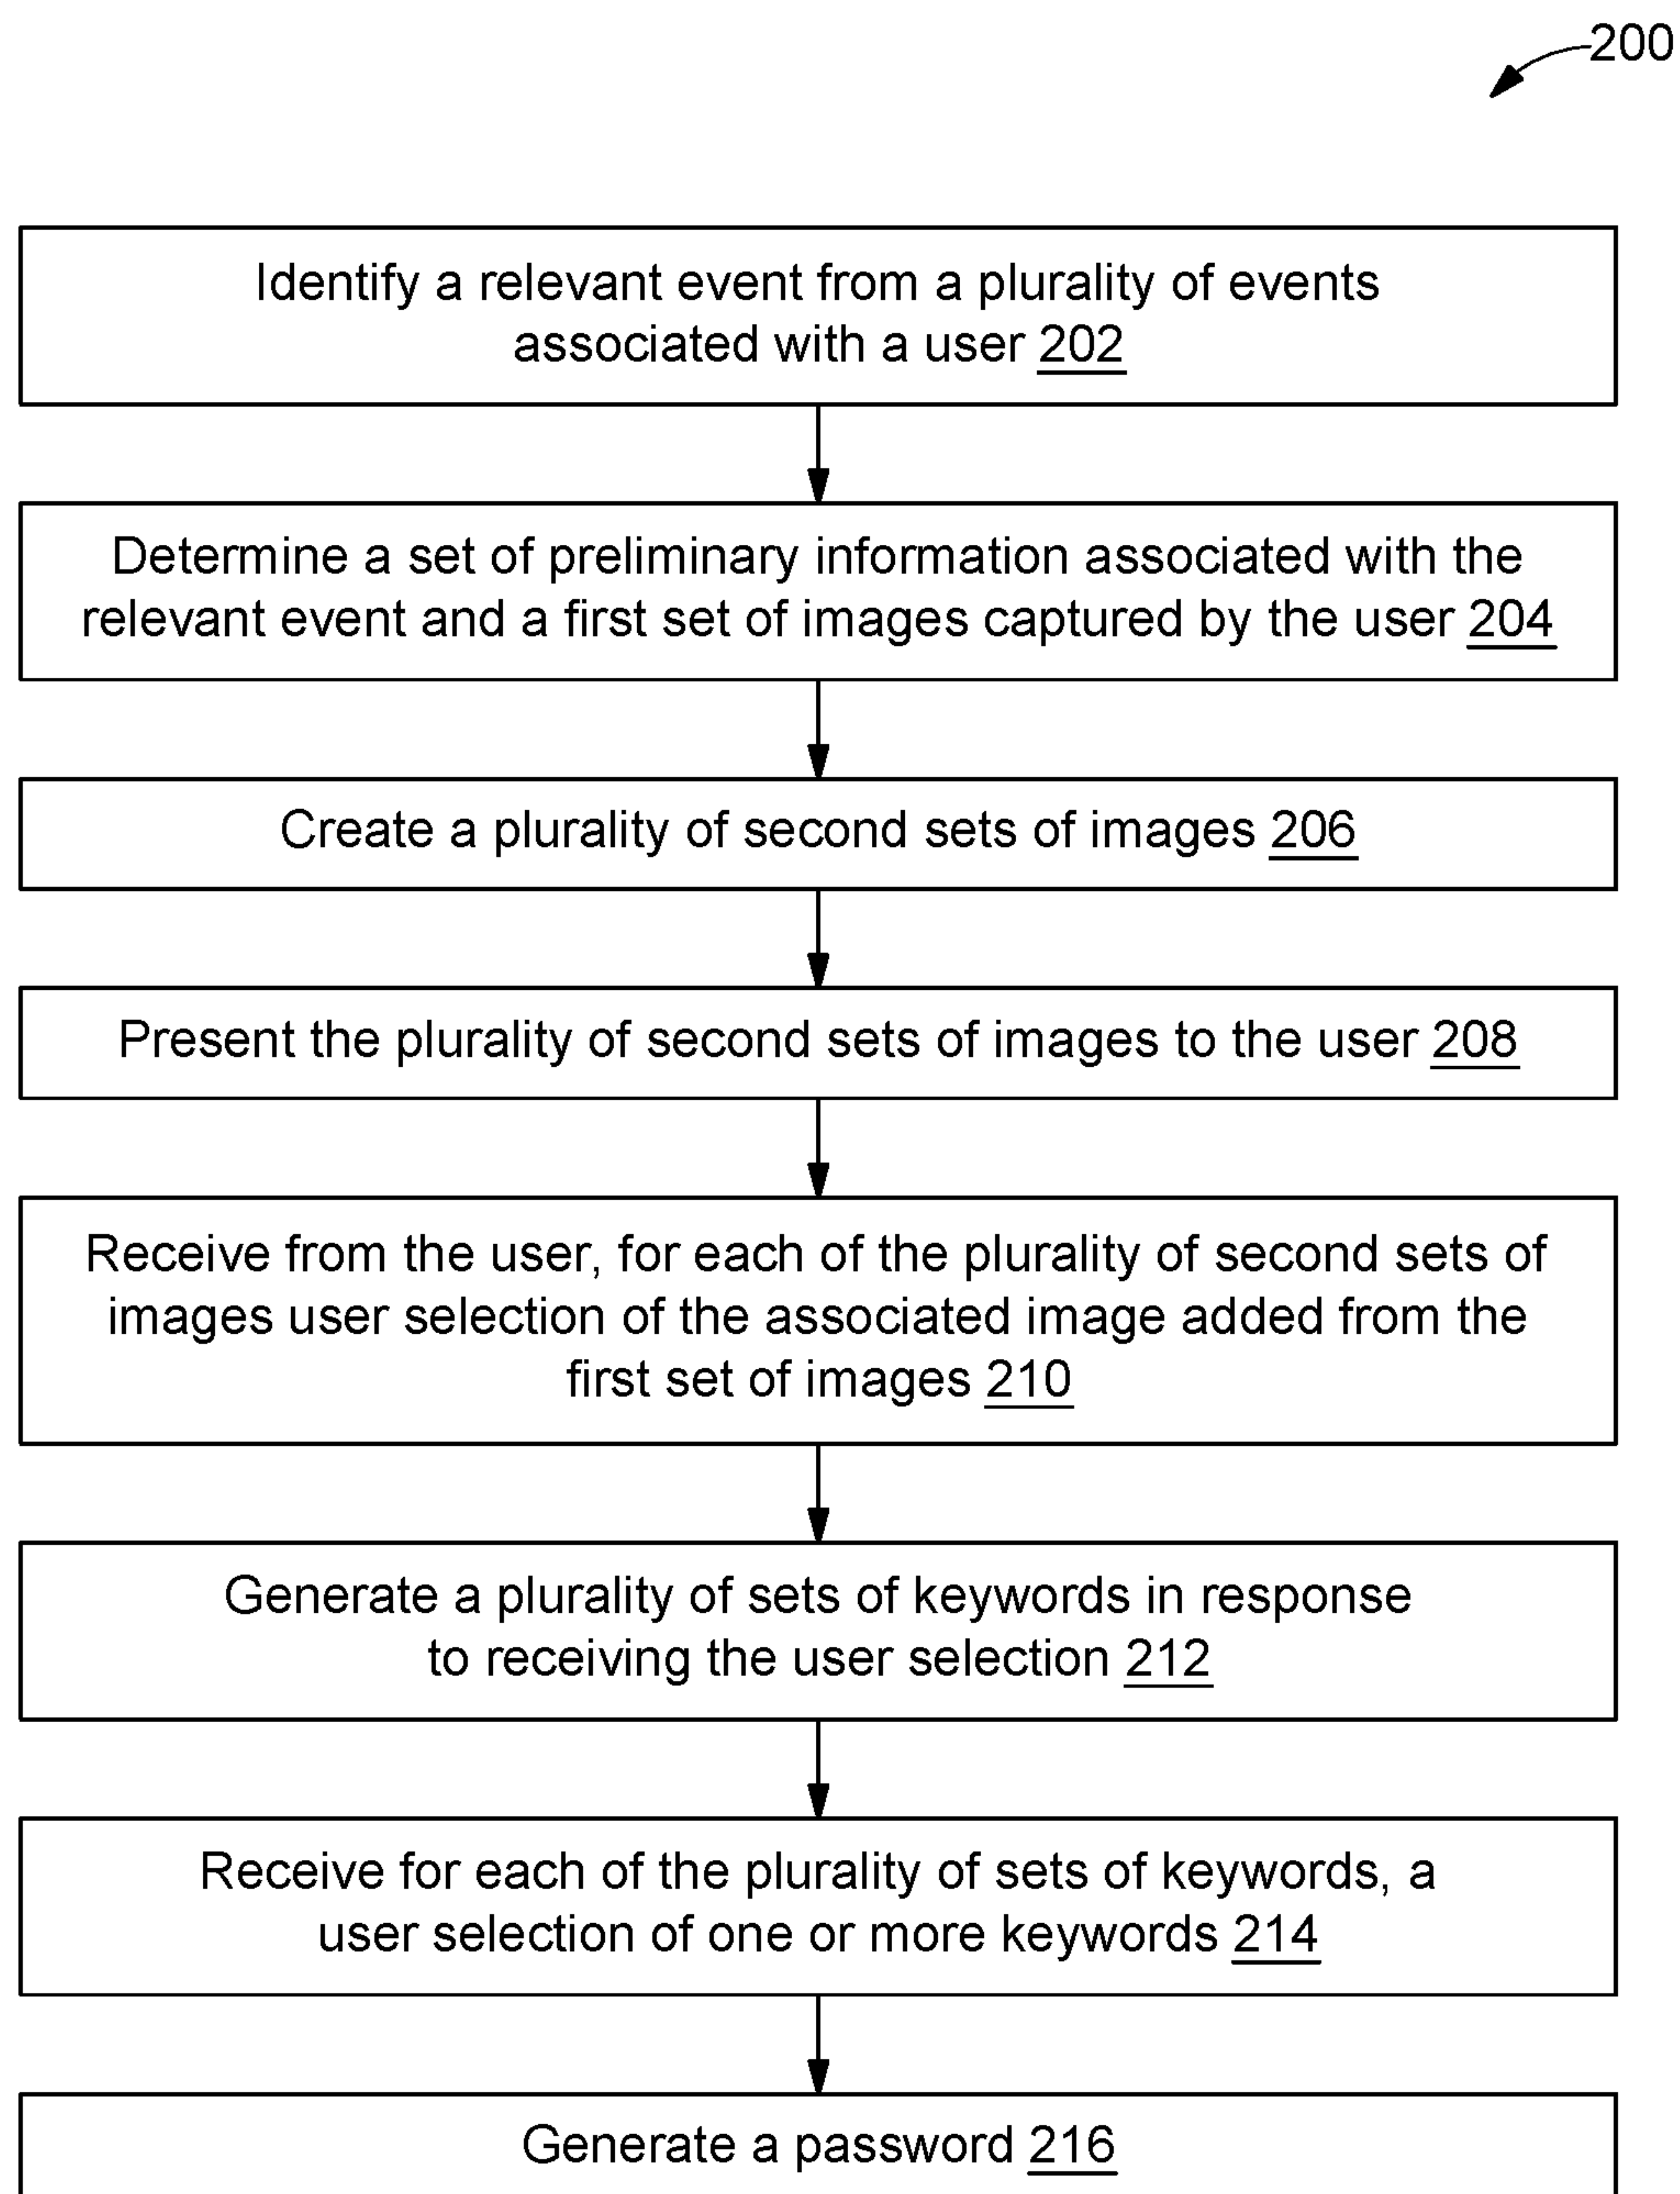 200
Identify a relevant event from a plurality of events
associated with a user 202
Determine a set of preliminary information associated with the
relevant event and a first set of images captured by the user 204
Create a plurality of second sets of images 206
Present the plurality of second sets of images to the user 208
Receive from the user, for each of the plurality of second sets of
images user selection of the associated image added from the
first set of images 210
Generate a plurality of sets of keywords in response
to receiving the user selection 212
Receive for each of the plurality of sets of keywords, a
user selection of one or more keywords 214
Generate a password 216